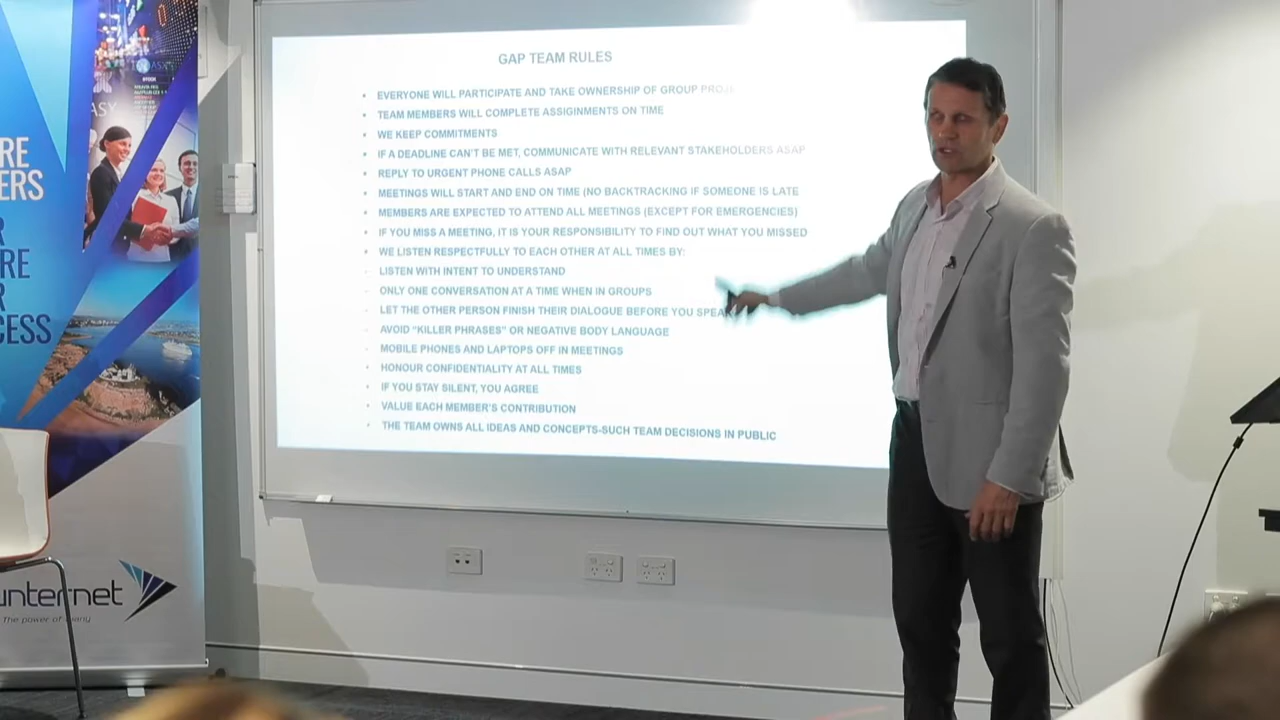 GAP TEAM RULES
• EVERYONE WILL PARTICIPATE AND TAKE OWNERSHIP OF GROUP
• TEAM MEMBERS WILL COMPLETE ASSIGNMENTS ON TIME
• WE KEEP COMMITMENTS
• IF A DEADLINE CAN'T BE MET, COMMUNICATE WITH RELEVANT STAKEHOLDERS ASAP
• REPLY TO URGENT PHONE CALLS ASAP
• MEETINGS WILL START AND END ON TIME (NO BACKTRACKING IF SOMEONE IS LATE
• MEMBERS ARE EXPECTED TO ATTEND ALL MEETINGS (EXCEPT FOR EMERGENCIES)
• IF YOU MISS A MEETING, IT IS YOUR RESPONSIBILITY TO FIND OUT WHAT YOU MISSED
• WE LISTEN RESPECTFULLY TO EACH OTHER AT ALL TIMES BY:
- LISTEN WITH INTENT TO UNDERSTAND
- ONLY ONE CONVERSATION AT A TIME WHEN IN GROUPS
- LET THE OTHER PERSON FINISH THEIR DIALOGUE BEFORE YOU SPEAK
- AVOID “KILLER PHRASES” OR NEGATIVE BODY LANGUAGE
- MOBILE PHONES AND LAPTOPS OFF IN MEETINGS
• HONOUR CONFIDENTIALITY AT ALL TIMES
• IF YOU STAY SILENT, YOU AGREE
• VALUE EACH MEMBER'S CONTRIBUTION
• THE TEAM OWNS ALL IDEAS AND CONCEPTS-SUCH TEAM DECISIONS IN PUBLIC
ASX
RE
ERS
R
RE
R
CESS
unternet
The power of many